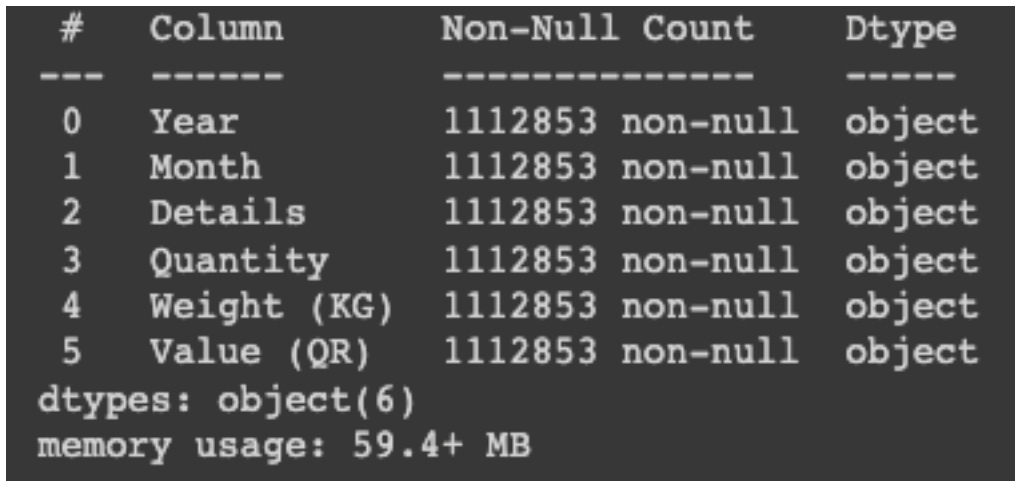 #   Column       Non-Null Count    Dtype
---  ------       --------------    -----
0   Year         1112853 non-null  object
1   Month        1112853 non-null  object
2   Details      1112853 non-null  object
3   Quantity     1112853 non-null  object
4   Weight (KG)  1112853 non-null  object
5   Value (QR)   1112853 non-null  object
dtypes: object(6)
memory usage: 59.4+ MB